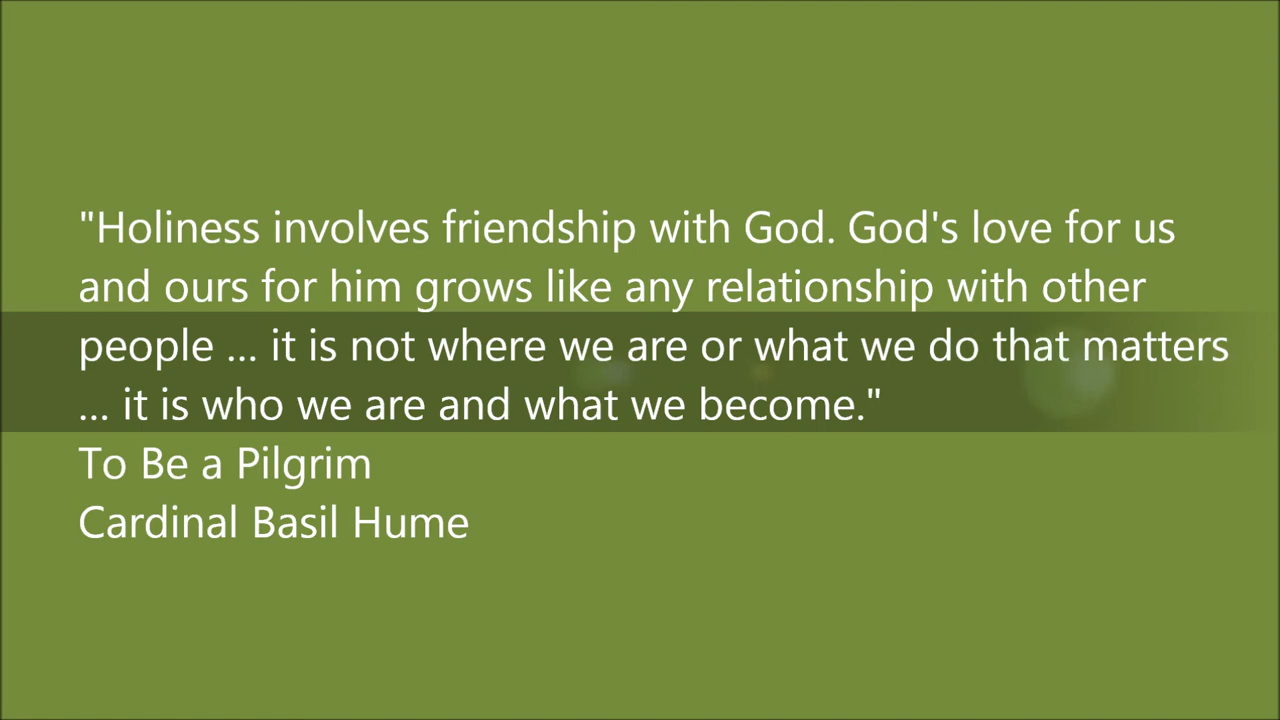 "Holiness involves friendship with God. God's love for us
and ours for him grows like any relationship with other
people ... it is not where we are or what we do that matters
... it is who we are and what we become."
To Be a Pilgrim
Cardinal Basil Hume